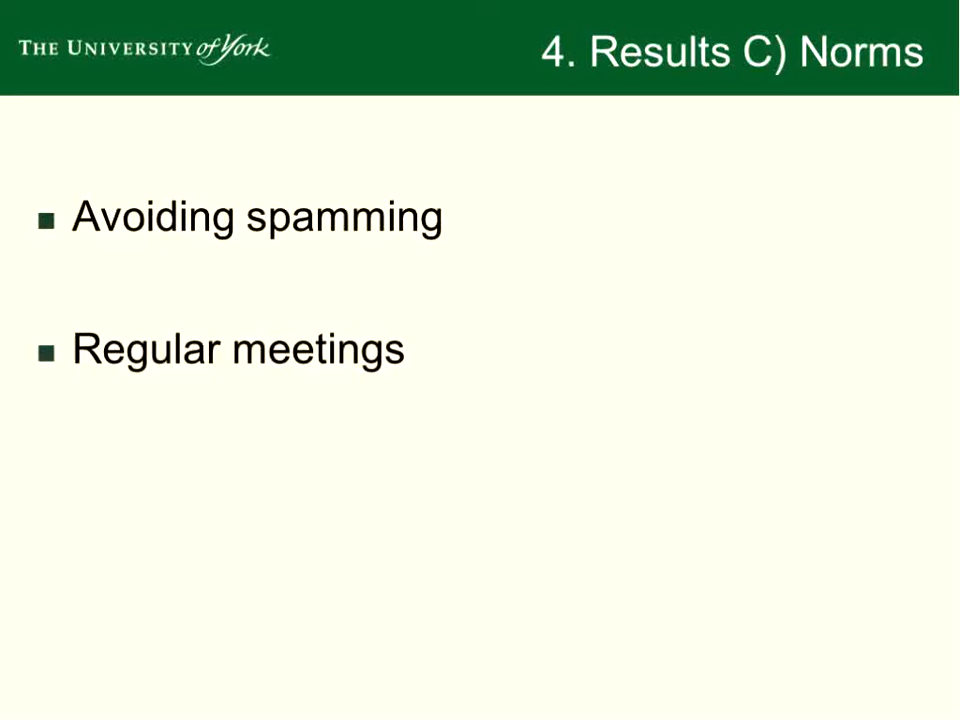 THE UNIVERSITY of York
4. Results C) Norms
Avoiding spamming
Regular meetings